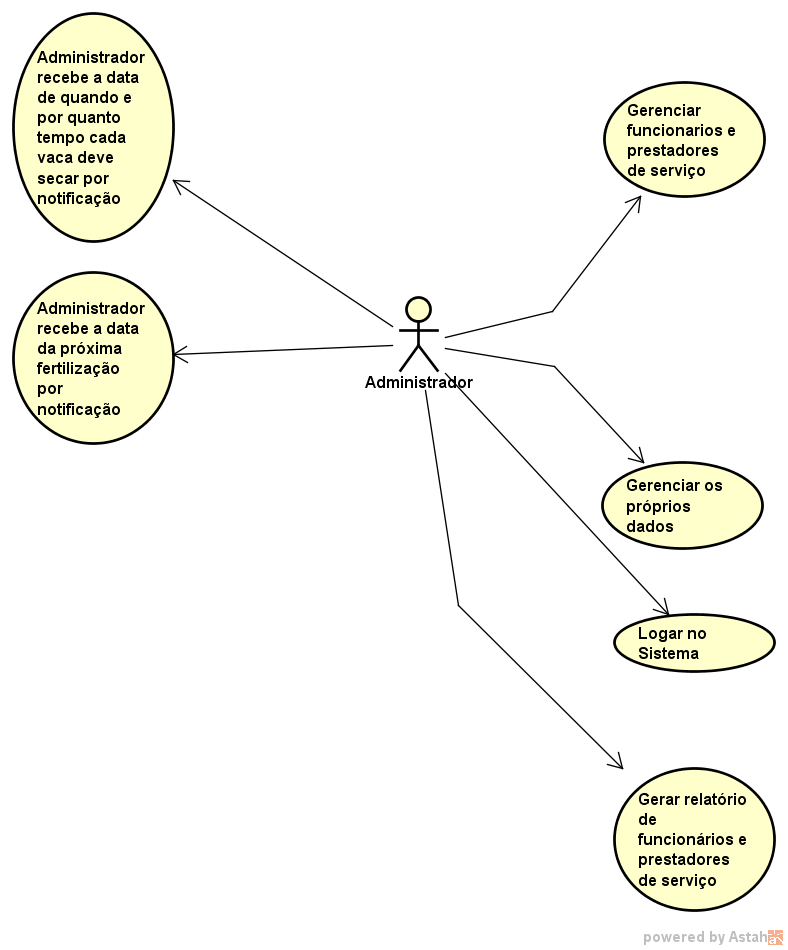 Administrador
recebe a data
de quando e
por quanto
tempo cada
vaca deve
secar por
notificação
Gerenciar
funcionarios e
prestadores
de serviço
Administrador
recebe a data
da próxima
fertilização
por
notificação
Administrador
Gerenciar os
próprios
dados
Logar no
Sistema
Gerar relatório
de
funcionários e
prestadores
de serviço
powered by Astah